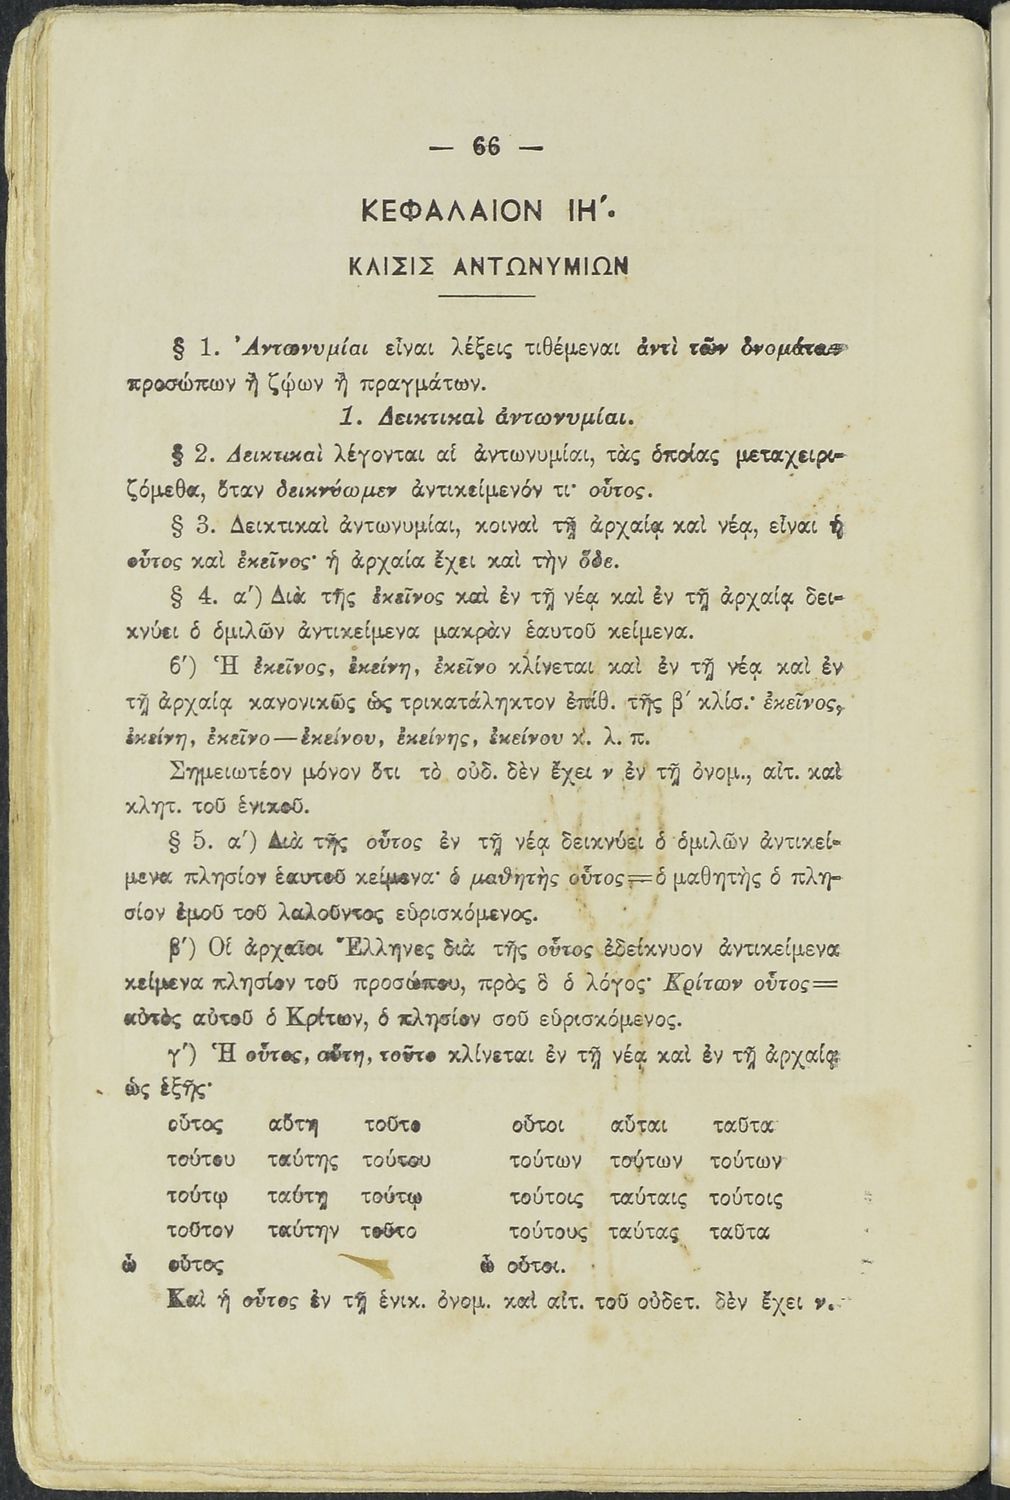 — 66 —
ΚΕΦΑΛΑΙΟΝ ΙΗ΄.
ΚΛΙΣΙΣ ΑΝΤΩΝΥΜΙΩΝ
§ 1. Ἀντωνυμίαι εἶναι λέξεις τιθέμεναι ἀντὶ τῶν ὀνομάτων
προσώπων ἢ ζῴων ἢ πραγμάτων.
1. Δεικτικαὶ ἀντωνυμίαι.
§ 2. Δεικτικαὶ λέγονται αἱ ἀντωνυμίαι, τὰς ὁποίας μεταχειρι-
ζόμεθα, ὅταν δεικνύωμεν ἀντικείμενόν τι· οὗτος.
§ 3. Δεικτικαὶ ἀντωνυμίαι, κοιναὶ τῇ ἀρχαίᾳ καὶ νέᾳ, εἶναι ἡ
οὗτος καὶ ἐκεῖνος· ἡ ἀρχαία ἔχει καὶ τὴν ὅδε.
§ 4. α΄) Διὰ τῆς ἐκεῖνος καὶ ἐν τῇ νέᾳ καὶ ἐν τῇ ἀρχαίᾳ δει-
κνύει ὁ ὁμιλῶν ἀντικείμενα μακρὰν ἑαυτοῦ κείμενα.
β΄) Ἡ ἐκεῖνος, ἐκείνη, ἐκεῖνο κλίνεται καὶ ἐν τῇ νέᾳ καὶ ἐν
τῇ ἀρχαίᾳ κανονικῶς ὡς τρικατάληκτον ἐπίθ. τῆς β΄ κλίσ.· ἐκεῖνος,
ἐκείνη, ἐκεῖνο—ἐκείνου, ἐκείνης, ἐκείνου κ. λ. π.
Σημειωτέον μόνον ὅτι τὸ οὐδ. δὲν ἔχει ν ἐν τῇ ὀνομ., αἰτ. καὶ
κλητ. τοῦ ἑνικοῦ.
§ 5. α΄) Διὰ τῆς οὗτος ἐν τῇ νέᾳ δεικνύει ὁ ὁμιλῶν ἀντικεί-
μενα πλησίον ἑαυτοῦ κείμενα· ὁ μαθητὴς οὗτος=ὁ μαθητὴς ὁ πλη-
σίον ἐμοῦ τοῦ λαλοῦντος εὑρισκόμενος.
β΄) Οἱ ἀρχαῖοι Ἕλληνες διὰ τῆς οὗτος ἐδείκνυον ἀντικείμενα
κείμενα πλησίον τοῦ προσώπου, πρὸς ὃ ὁ λόγος· Κρίτων οὗτος=
αὐτὸς αὐτοῦ ὁ Κρίτων, ὁ πλησίον σοῦ εὑρισκόμενος.
γ΄) Ἡ οὗτος, αὕτη, τοῦτο κλίνεται ἐν τῇ νέᾳ καὶ ἐν τῇ ἀρχαίᾳ
ὡς ἑξῆς·
οὗτος αὕτη τοῦτο οὗτοι αὗται ταῦτα
τούτου ταύτης τούτου τούτων τούτων τούτων
τούτῳ ταύτῃ τούτῳ τούτοις ταύταις τούτοις
τοῦτον ταύτην τοῦτο τούτους ταύτας ταῦτα
ὦ οὗτος ὦ οὗτοι.
Καὶ ἡ οὗτος ἐν τῇ ἑνικ. ὀνομ. καὶ αἰτ. τοῦ οὐδετ. δὲν ἔχει ν.